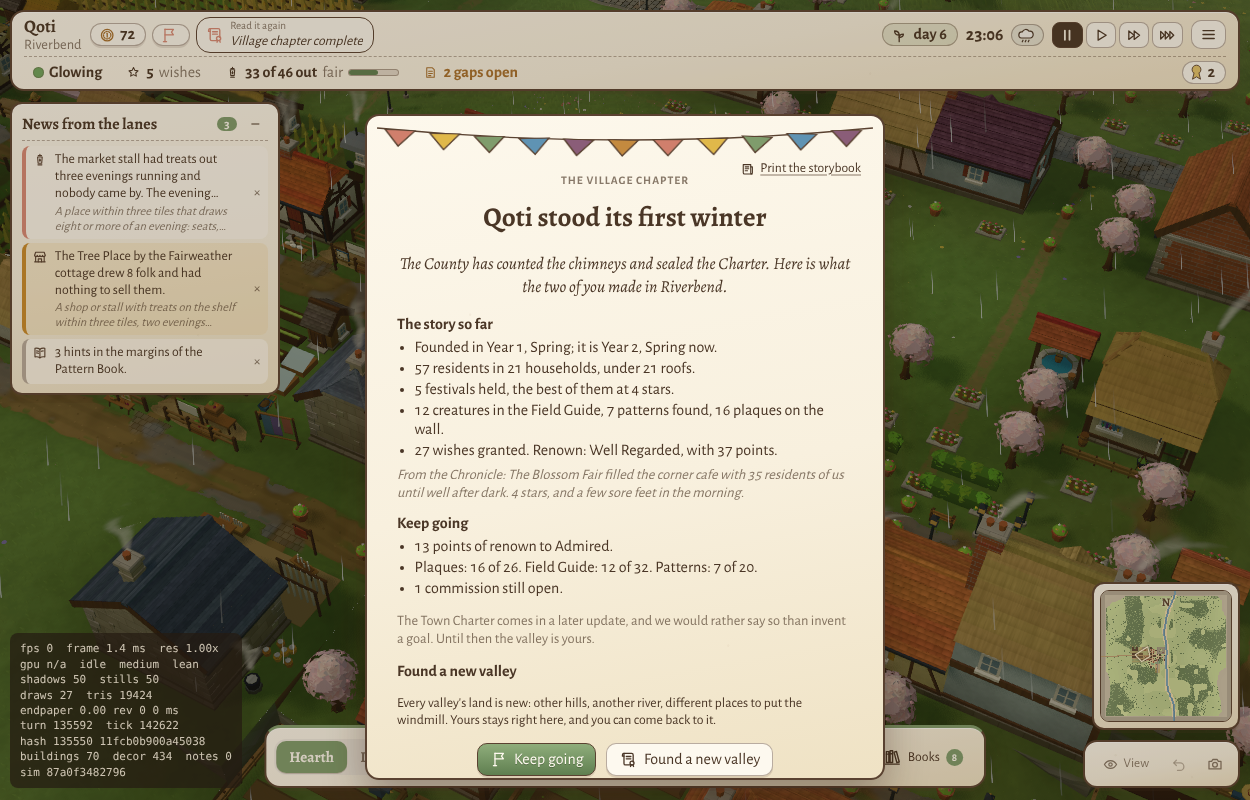 Qoti
Riverbend
72
Read it again
Village chapter complete
day 6
23:06
Glowing
5 wishes
33 of 46 out fair
2 gaps open
2
News from the lanes
3
The market stall had treats out
three evenings running and
nobody came by. The evening…
A place within three tiles that draws
eight or more of an evening: seats,…
The Tree Place by the Fairweather
cottage drew 8 folk and had
nothing to sell them.
A shop or stall with treats on the shelf
within three tiles, two evenings…
3 hints in the margins of the
Pattern Book.
Print the storybook
THE VILLAGE CHAPTER
Qoti stood its first winter
The County has counted the chimneys and sealed the Charter. Here is what
the two of you made in Riverbend.
The story so far
• Founded in Year 1, Spring; it is Year 2, Spring now.
• 57 residents in 21 households, under 21 roofs.
• 5 festivals held, the best of them at 4 stars.
• 12 creatures in the Field Guide, 7 patterns found, 16 plaques on the
wall.
• 27 wishes granted. Renown: Well Regarded, with 37 points.
From the Chronicle: The Blossom Fair filled the corner cafe with 35 residents of us
until well after dark. 4 stars, and a few sore feet in the morning.
Keep going
• 13 points of renown to Admired.
• Plaques: 16 of 26. Field Guide: 12 of 32. Patterns: 7 of 20.
• 1 commission still open.
The Town Charter comes in a later update, and we would rather say so than invent
a goal. Until then the valley is yours.
Found a new valley
Every valley's land is new: other hills, another river, different places to put the
windmill. Yours stays right here, and you can come back to it.
Keep going
Found a new valley
fps 0 frame 1.4 ms res 1.00x
gpu n/a idle medium lean
shadows 50 stills 50
draws 27 tris 19424
endpaper 0.00 rev 0 0 ms
turn 135592 tick 142622
hash 135550 11fcb0b900a45038
buildings 70 decor 434 notes 0
sim 87a0f3482796
Hearth
Books 8
N
View